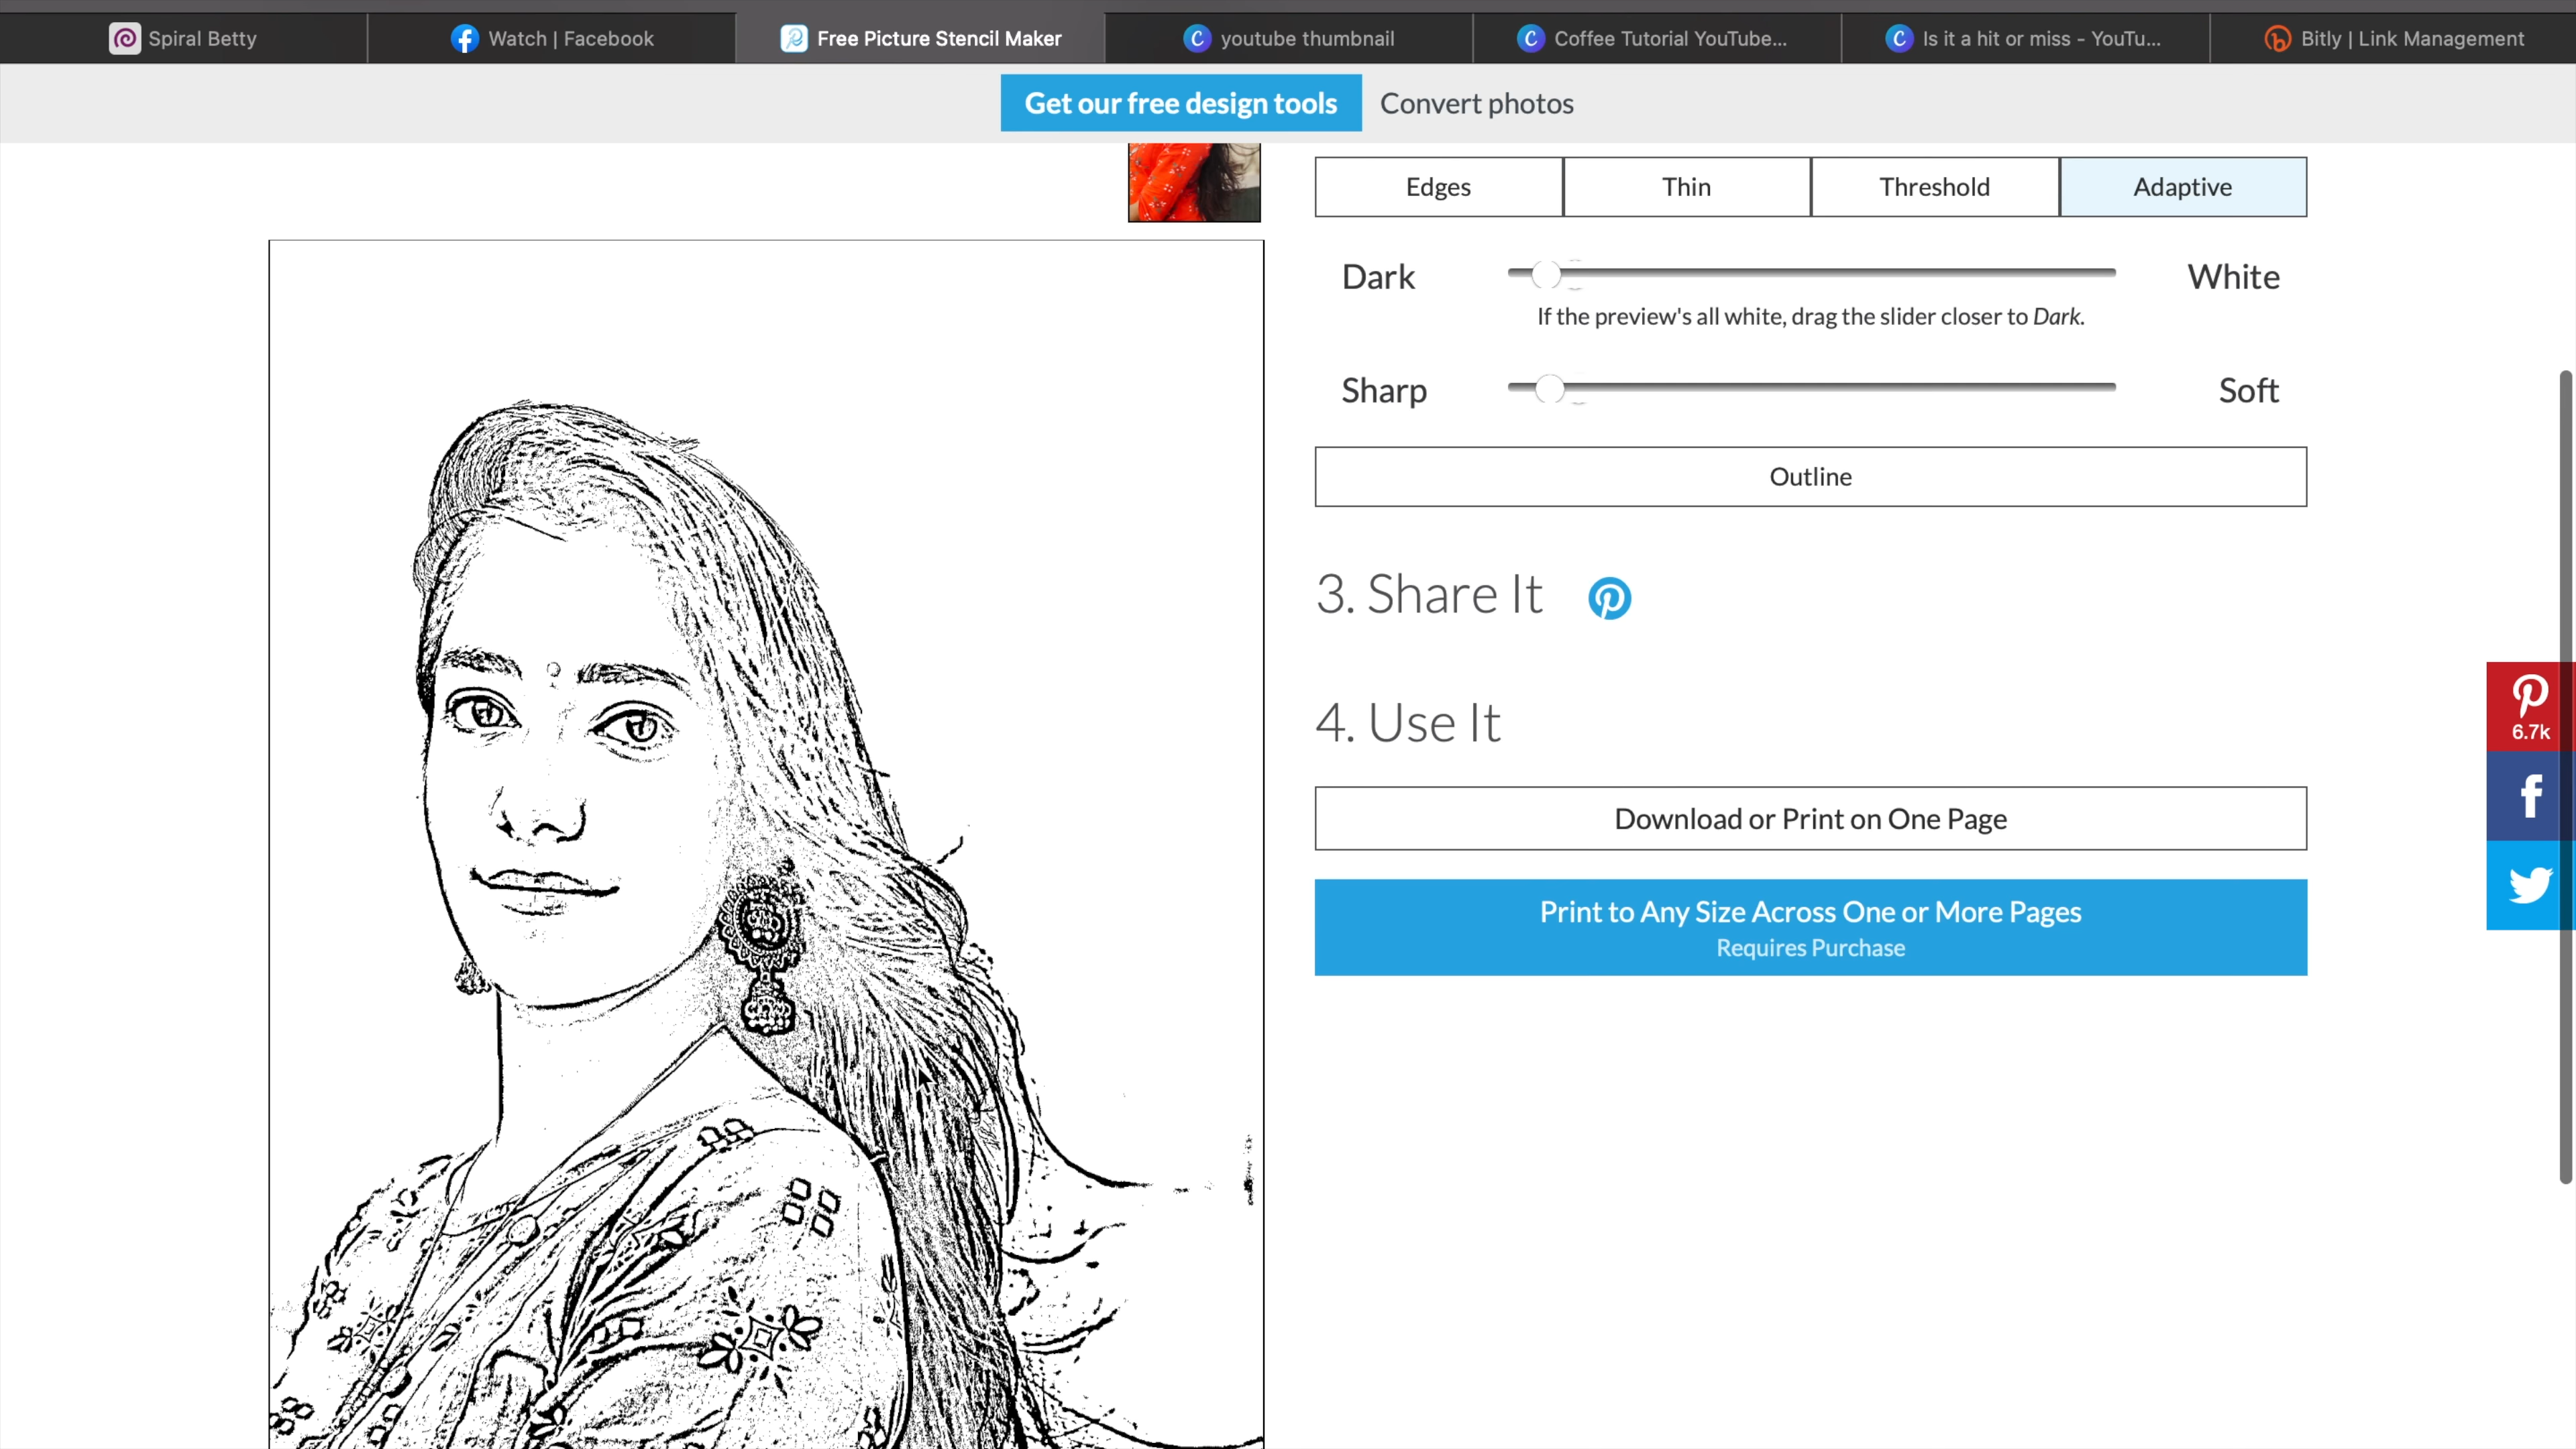 Spiral Betty
Watch | Facebook
Free Picture Stencil Maker
youtube thumbnail
Coffee Tutorial YouTube...
Is it a hit or miss - YouTu...
Bitly | Link Management
Get our free design tools
Convert photos
Edges
Thin
Threshold
Adaptive
Dark
White
If the preview's all white, drag the slider closer to Dark.
Sharp
Soft
Outline
3. Share It
4. Use It
6.7k
Download or Print on One Page
Print to Any Size Across One or More Pages
Requires Purchase